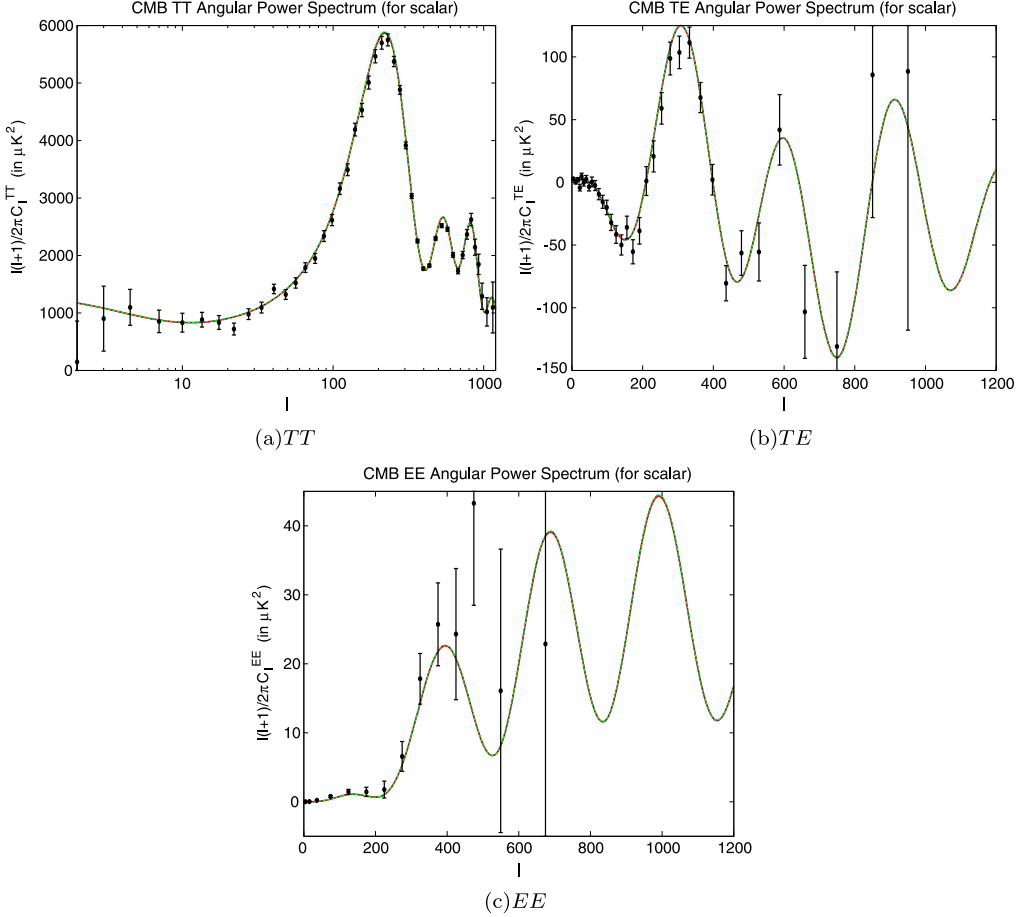 CMB TT Angular Power Spectrum (for scalar)
l(l+1)/2πC_l^TT (in μK²)
6000
5000
4000
3000
2000
1000
0
10
100
1000
l
(a)TT
CMB TE Angular Power Spectrum (for scalar)
l(l+1)/2πC_l^TE (in μK²)
100
50
0
-50
-100
-150
0
200
400
600
800
1000
1200
l
(b)TE
CMB EE Angular Power Spectrum (for scalar)
l(l+1)/2πC_l^EE (in μK²)
40
30
20
10
0
0
200
400
600
800
1000
1200
l
(c)EE